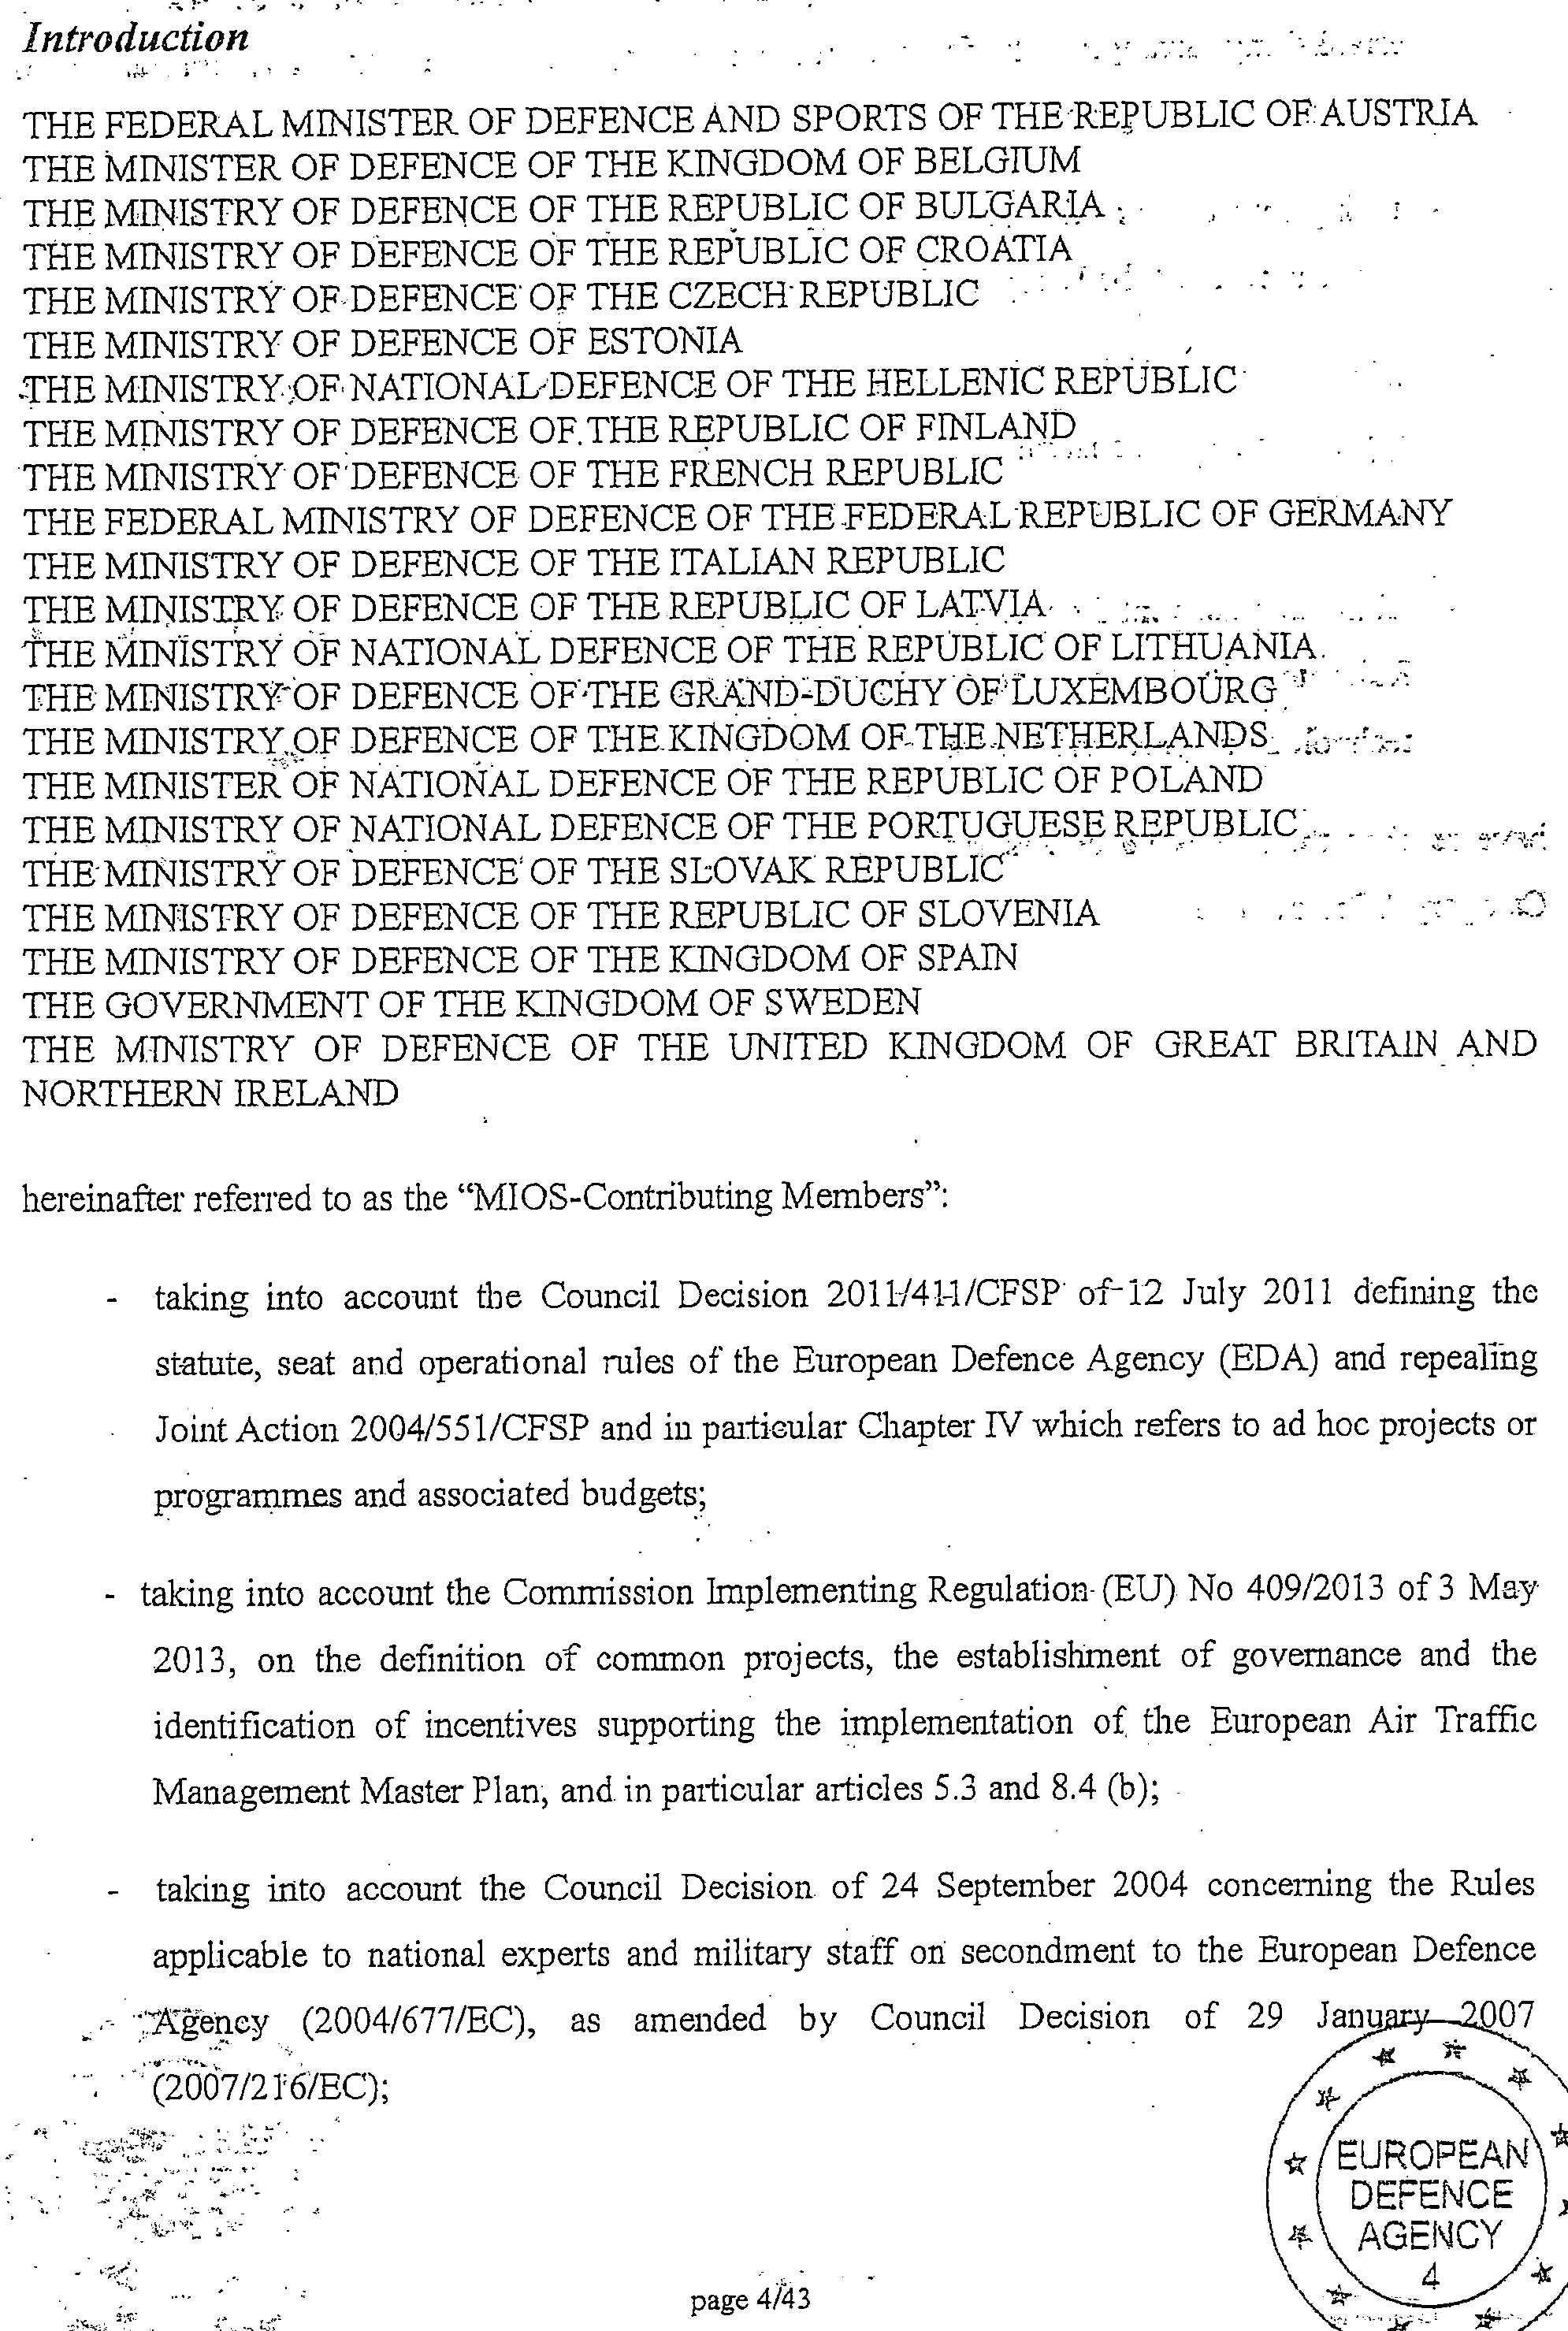 Introduction
THE FEDERAL MINISTER OF DEFENCE AND SPORTS OF THE REPUBLIC OF AUSTRIA
THE MINISTER OF DEFENCE OF THE KINGDOM OF BELGIUM
THE MINISTRY OF DEFENCE OF THE REPUBLIC OF BULGARIA
THE MINISTRY OF DEFENCE OF THE REPUBLIC OF CROATIA
THE MINISTRY OF DEFENCE OF THE CZECH REPUBLIC
THE MINISTRY OF DEFENCE OF ESTONIA
THE MINISTRY OF NATIONAL DEFENCE OF THE HELLENIC REPUBLIC
THE MINISTRY OF DEFENCE OF THE REPUBLIC OF FINLAND
THE MINISTRY OF DEFENCE OF THE FRENCH REPUBLIC
THE FEDERAL MINISTRY OF DEFENCE OF THE FEDERAL REPUBLIC OF GERMANY
THE MINISTRY OF DEFENCE OF THE ITALIAN REPUBLIC
THE MINISTRY OF DEFENCE OF THE REPUBLIC OF LATVIA
THE MINISTRY OF NATIONAL DEFENCE OF THE REPUBLIC OF LITHUANIA
THE MINISTRY OF DEFENCE OF THE GRAND-DUCHY OF LUXEMBOURG
THE MINISTRY OF DEFENCE OF THE KINGDOM OF THE NETHERLANDS
THE MINISTER OF NATIONAL DEFENCE OF THE REPUBLIC OF POLAND
THE MINISTRY OF NATIONAL DEFENCE OF THE PORTUGUESE REPUBLIC
THE MINISTRY OF DEFENCE OF THE SLOVAK REPUBLIC
THE MINISTRY OF DEFENCE OF THE REPUBLIC OF SLOVENIA
THE MINISTRY OF DEFENCE OF THE KINGDOM OF SPAIN
THE GOVERNMENT OF THE KINGDOM OF SWEDEN
THE MINISTRY OF DEFENCE OF THE UNITED KINGDOM OF GREAT BRITAIN AND
NORTHERN IRELAND
hereinafter referred to as the “MIOS-Contributing Members”:
- taking into account the Council Decision 2011/411/CFSP of 12 July 2011 defining the
statute, seat and operational rules of the European Defence Agency (EDA) and repealing
Joint Action 2004/551/CFSP and in particular Chapter IV which refers to ad hoc projects or
programmes and associated budgets;
- taking into account the Commission Implementing Regulation (EU) No 409/2013 of 3 May
2013, on the definition of common projects, the establishment of governance and the
identification of incentives supporting the implementation of the European Air Traffic
Management Master Plan, and in particular articles 5.3 and 8.4 (b);
- taking into account the Council Decision of 24 September 2004 concerning the Rules
applicable to national experts and military staff on secondment to the European Defence
Agency (2004/677/EC), as amended by Council Decision of 29 January 2007
(2007/216/EC);
EUROPEAN
DEFENCE
AGENCY
4
page 4/43